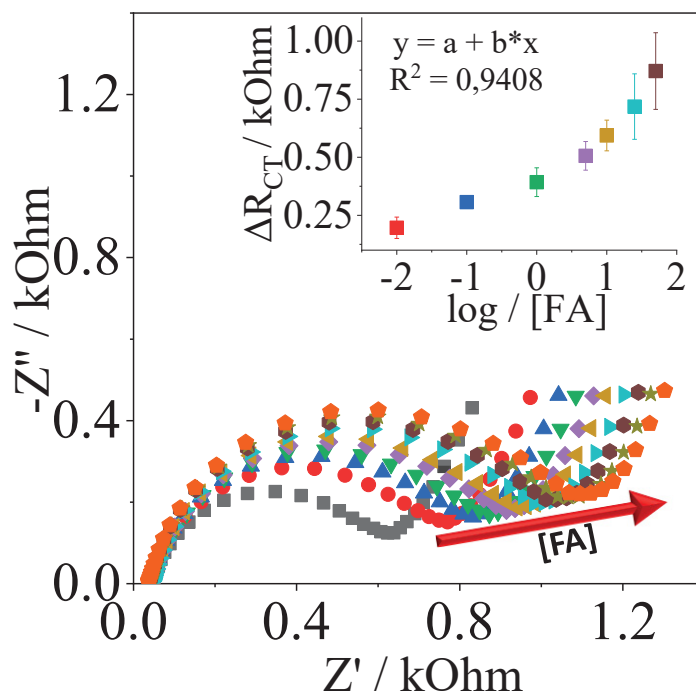 -Z'' / kOhm
1.2
0.8
0.4
0.0
0.0
0.4
0.8
1.2
Z' / kOhm
[FA]
ΔR_CT / kOhm
1.00
0.75
0.50
0.25
y = a + b*x
R² = 0,9408
-2
-1
0
1
2
log / [FA]